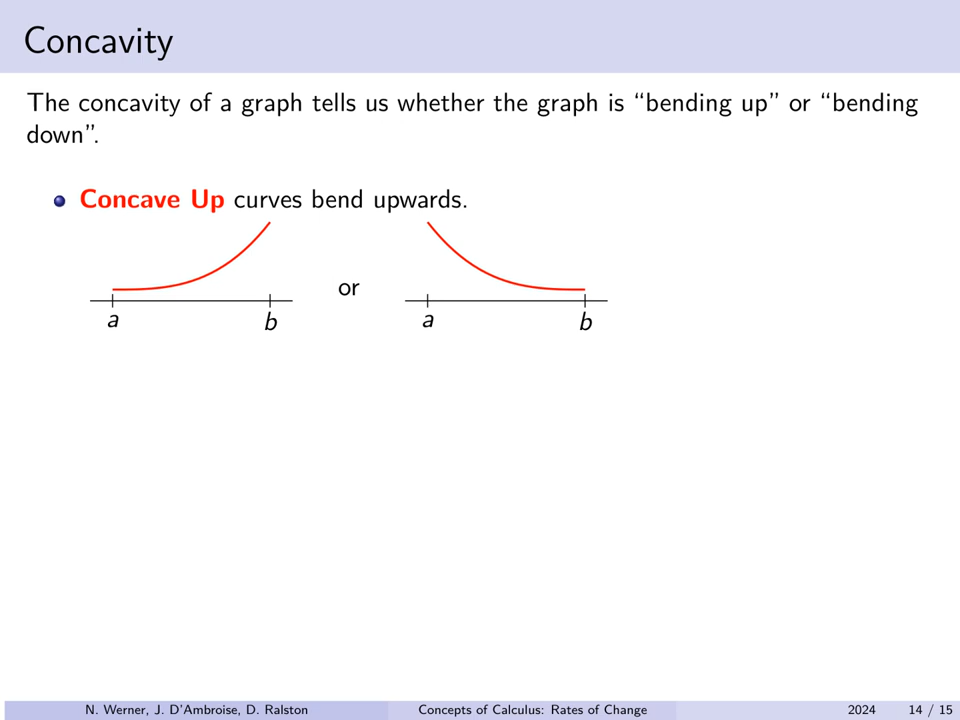 Concavity
The concavity of a graph tells us whether the graph is “bending up” or “bending
down”.
Concave Up curves bend upwards.
or
a b a b
N. Werner, J. D'Ambroise, D. Ralston Concepts of Calculus: Rates of Change 2024 14 / 15